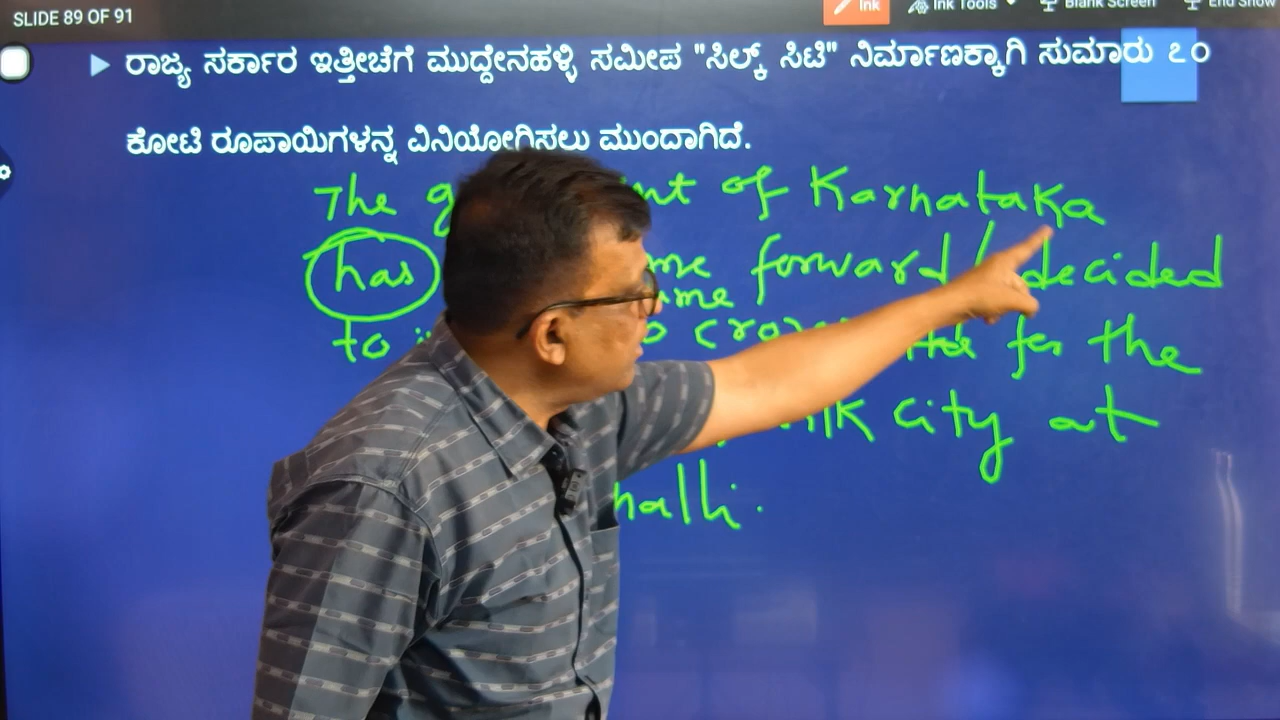 SLIDE 89 OF 91
Ink Ink Tools Blank Screen End Show
ರಾಜ್ಯ ಸರ್ಕಾರ ಇತ್ತೀಚೆಗೆ ಮುದ್ದೇನಹಳ್ಳಿ ಸಮೀಪ "ಸಿಲ್ಕ್ ಸಿಟಿ" ನಿರ್ಮಾಣಕ್ಕಾಗಿ ಸುಮಾರು ೭೦
ಕೋಟಿ ರೂಪಾಯಿಗಳನ್ನ ವಿನಿಯೋಗಿಸಲು ಮುಂದಾಗಿದೆ.
The of Karnataka
has forward / decided
to for the
city at
halli.